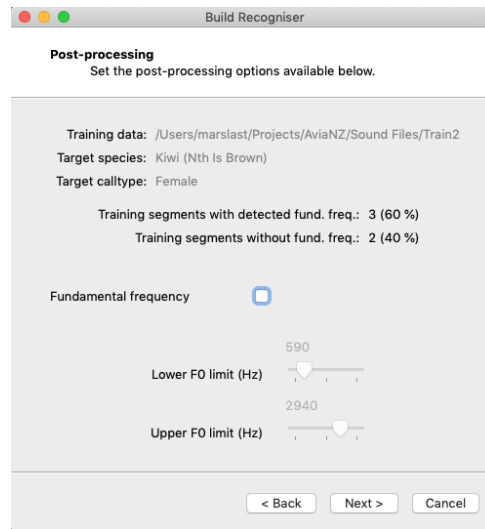 Build Recogniser
Post-processing
Set the post-processing options available below.
Training data: /Users/marslast/Projects/AviaNZ/Sound Files/Train2
Target species: Kiwi (Nth Is Brown)
Target calltype: Female
Training segments with detected fund. freq.: 3 (60 %)
Training segments without fund. freq.: 2 (40 %)
Fundamental frequency
590
Lower F0 limit (Hz)
2940
Upper F0 limit (Hz)
< Back Next > Cancel